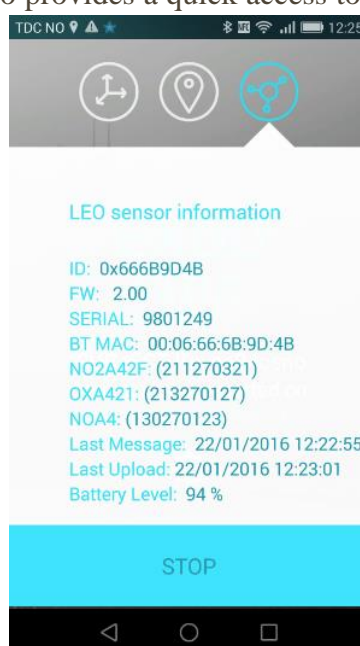 o provides a quick access to
TDC NO 12:25
LEO sensor information
ID: 0x666B9D4B
FW: 2.00
SERIAL: 9801249
BT MAC: 00:06:66:6B:9D:4B
NO2A42F: (211270321)
OXA421: (213270127)
NOA4: (130270123)
Last Message: 22/01/2016 12:22:55
Last Upload: 22/01/2016 12:23:01
Battery Level: 94 %
STOP